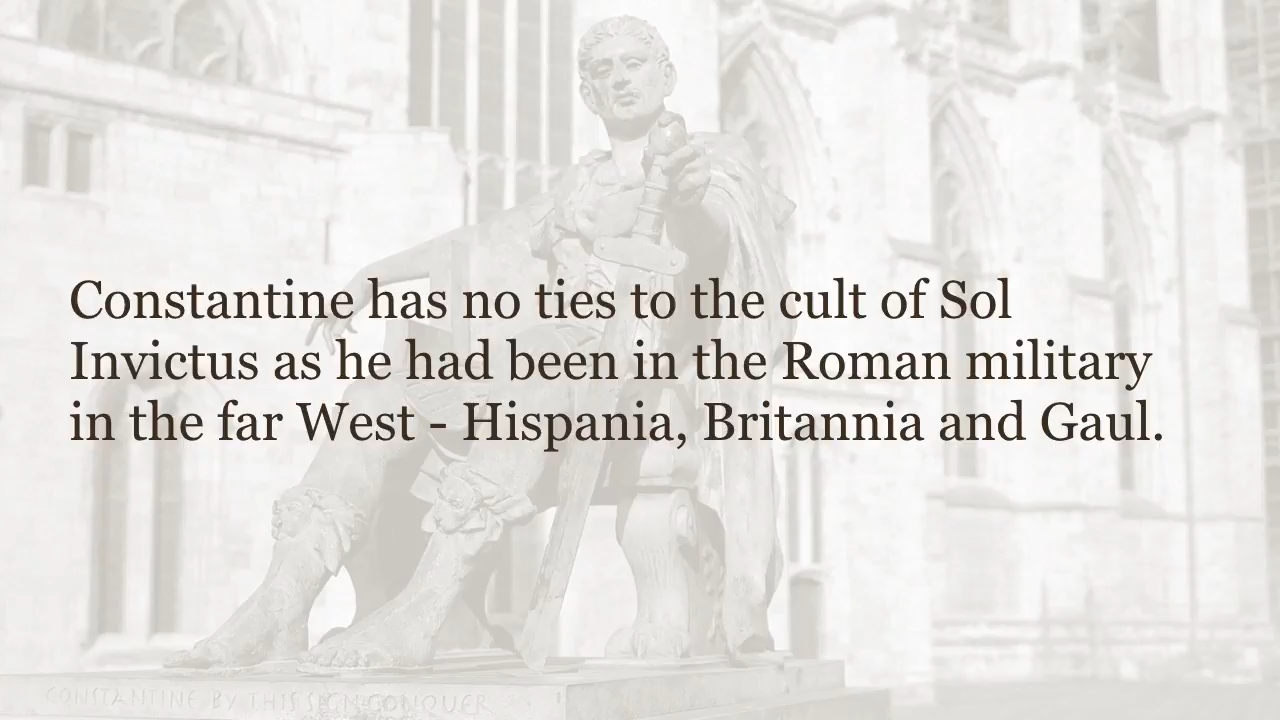 Constantine has no ties to the cult of Sol
Invictus as he had been in the Roman military
in the far West - Hispania, Britannia and Gaul.
CONSTANTINE BY THIS SIGN CONQUER